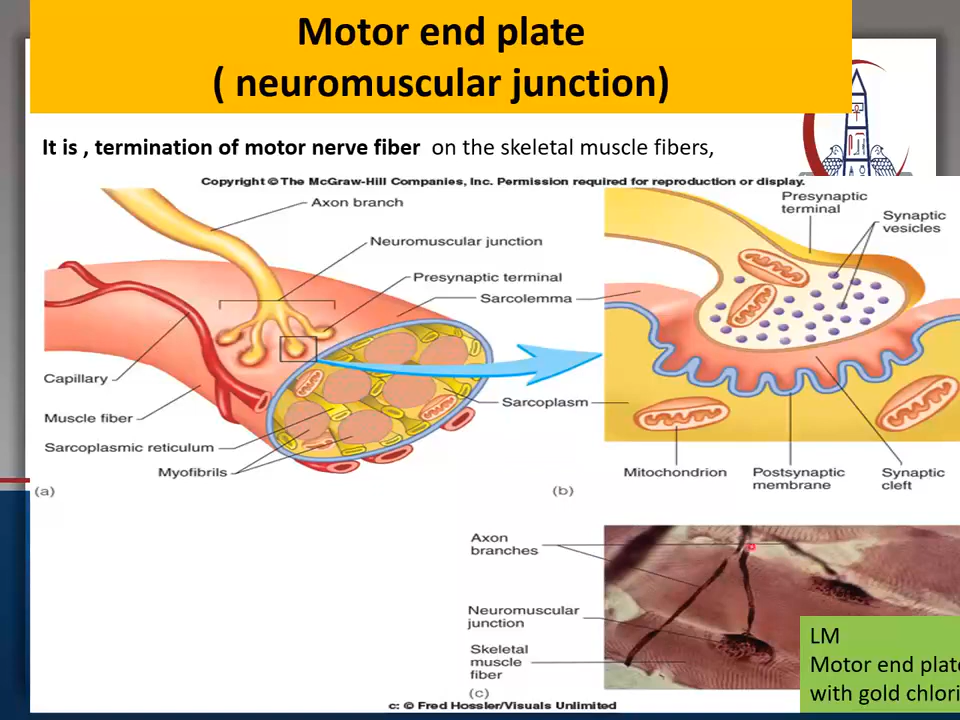 Motor end plate
( neuromuscular junction)
It is , termination of motor nerve fiber on the skeletal muscle fibers,
Copyright © The McGraw-Hill Companies, Inc. Permission required for reproduction or display.
Axon branch
Neuromuscular junction
Presynaptic terminal
Sarcolemma
Capillary
Muscle fiber
Sarcoplasmic reticulum
Myofibrils
Sarcoplasm
(a)
Presynaptic
terminal
Synaptic
vesicles
Mitochondrion
Postsynaptic
membrane
Synaptic
cleft
(b)
Axon
branches
Neuromuscular
junction
Skeletal
muscle
fiber
(c)
LM
Motor end plat
with gold chlori
c: © Fred Hossler/Visuals Unlimited